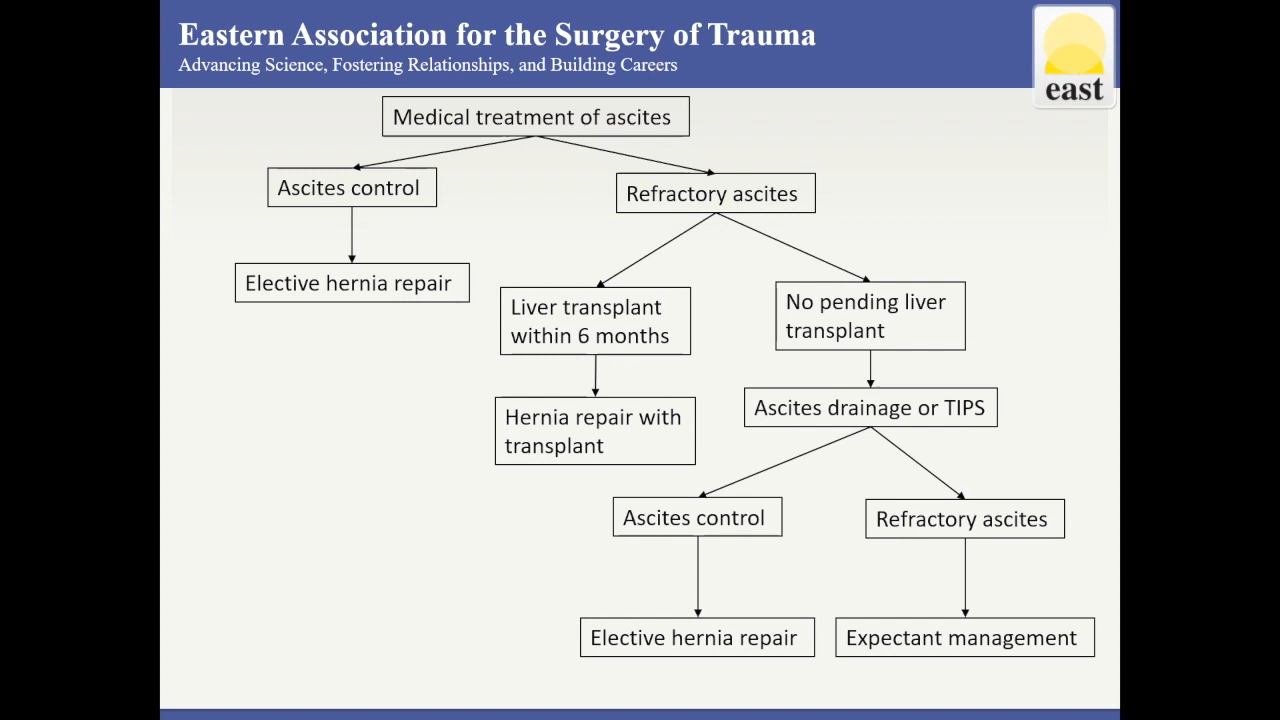 Eastern Association for the Surgery of Trauma
Advancing Science, Fostering Relationships, and Building Careers
east
Medical treatment of ascites
Ascites control
Refractory ascites
Elective hernia repair
Liver transplant
within 6 months
No pending liver
transplant
Hernia repair with
transplant
Ascites drainage or TIPS
Ascites control
Refractory ascites
Elective hernia repair
Expectant management